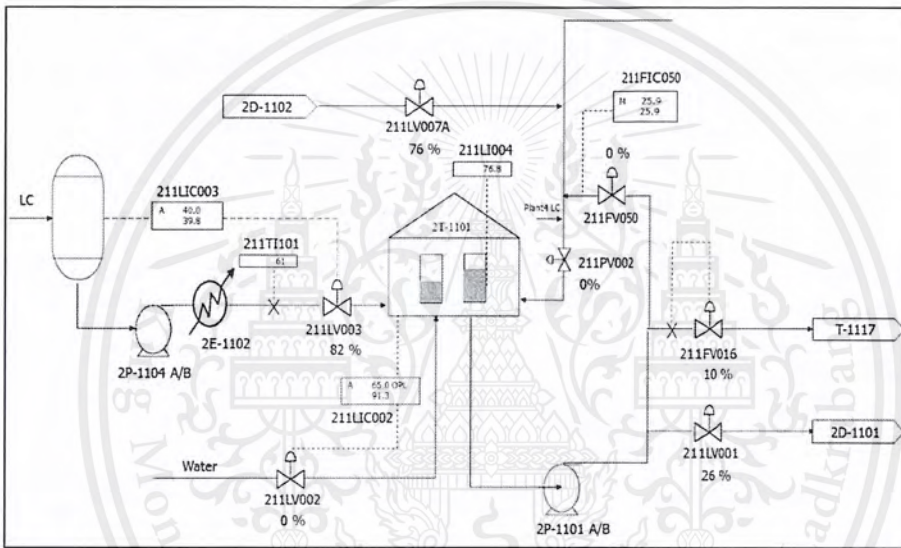 211FIC050
M 25.9
25.9
2D-1102
211LV007A
76 %
211LI004
76.8
0 %
211FV050
LC
211LIC003
A 40.0
39.8
Plant4 LC
2T-1101
211TI101
61
211PV002
0%
2E-1102
211LV003
82 %
2P-1104 A/B
211FV016
10 %
T-1117
A 65.0 OPL
91.3
211LIC002
211LV001
26 %
2D-1101
Water
211LV002
0 %
2P-1101 A/B